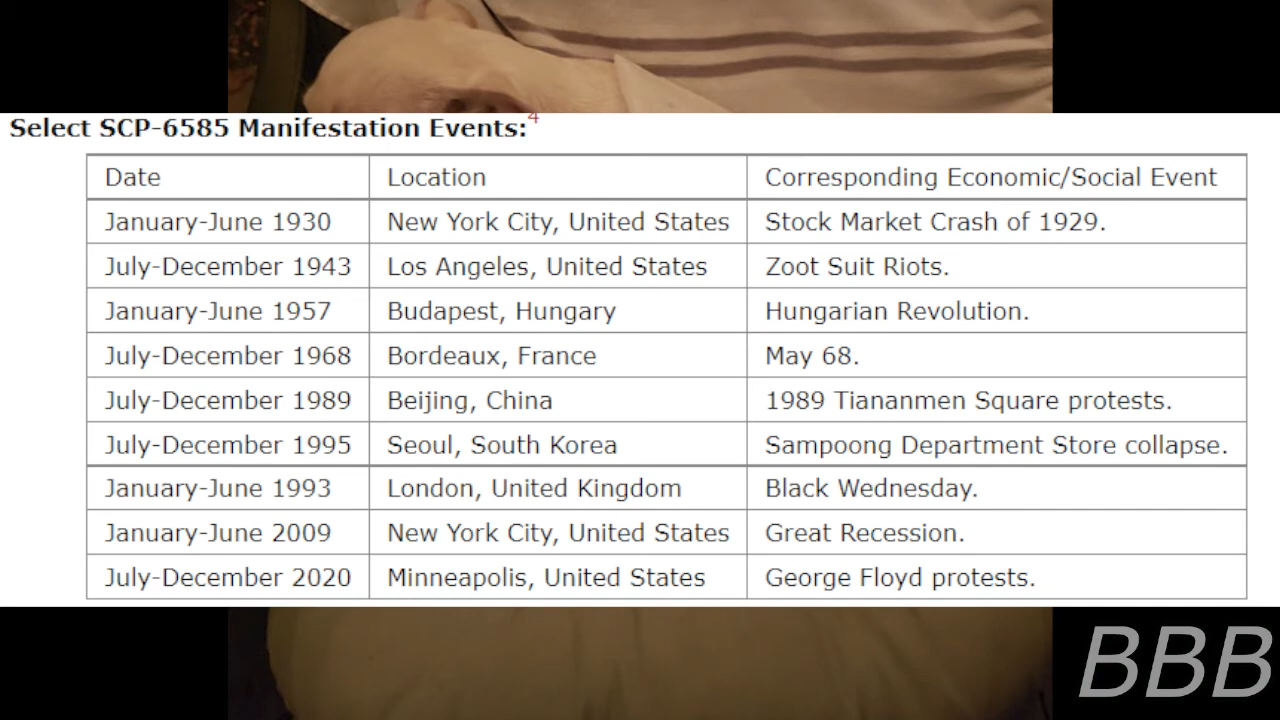 Select SCP-6585 Manifestation Events:4
Date Location Corresponding Economic/Social Event
January-June 1930 New York City, United States Stock Market Crash of 1929.
July-December 1943 Los Angeles, United States Zoot Suit Riots.
January-June 1957 Budapest, Hungary Hungarian Revolution.
July-December 1968 Bordeaux, France May 68.
July-December 1989 Beijing, China 1989 Tiananmen Square protests.
July-December 1995 Seoul, South Korea Sampoong Department Store collapse.
January-June 1993 London, United Kingdom Black Wednesday.
January-June 2009 New York City, United States Great Recession.
July-December 2020 Minneapolis, United States George Floyd protests.
BBB